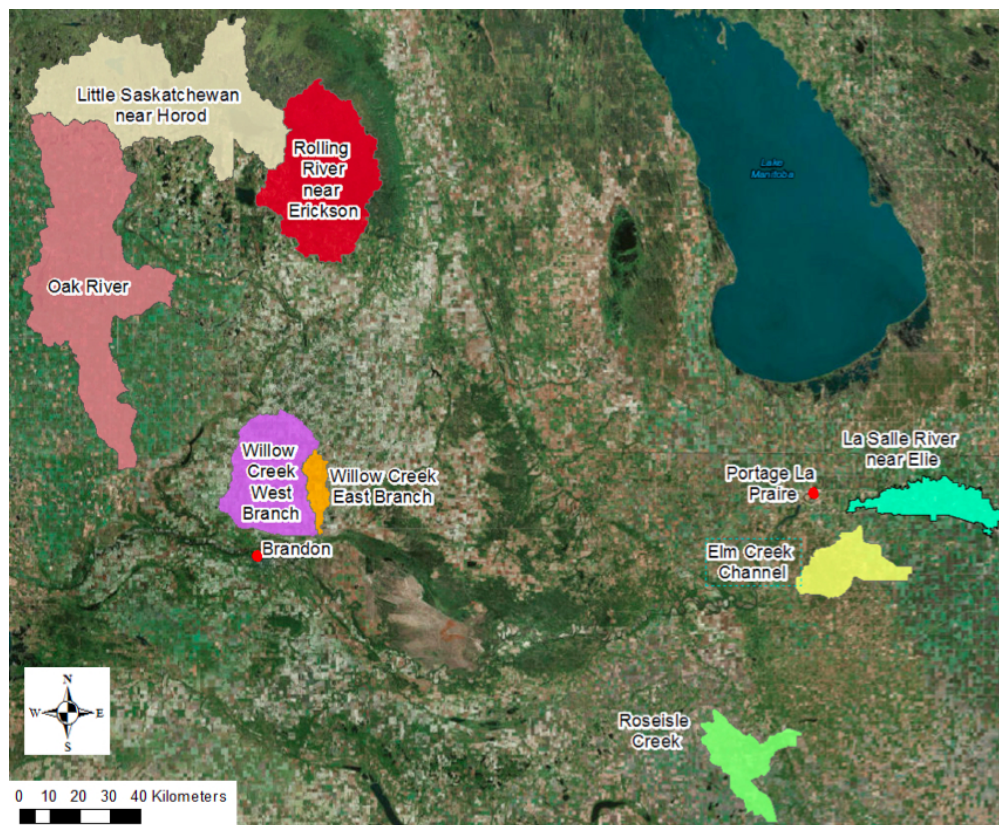 Little Saskatchewan
near Horod
Rolling
River
near
Erickson
Lake
Manitoba
Oak River
Willow
Creek
West
Branch
Willow Creek
East Branch
La Salle River
near Elie
Portage La
Praire
Brandon
Elm Creek
Channel
Roseisle
Creek
N
W E
S
0 10 20 30 40 Kilometers